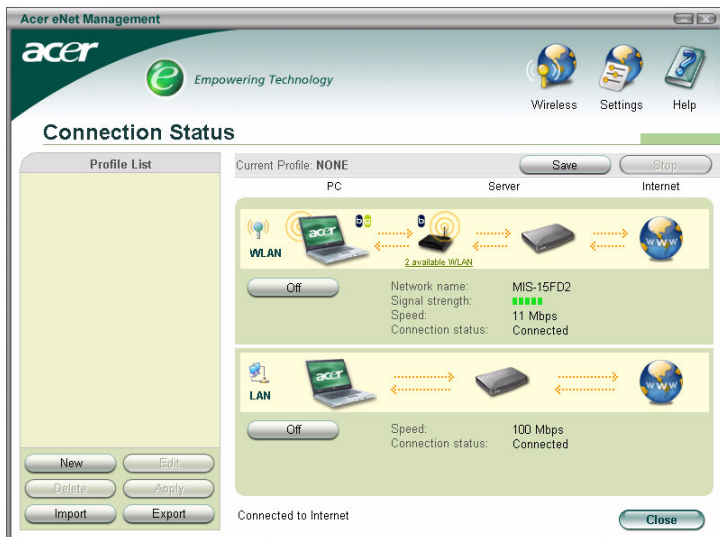 Acer eNet Management
acer
e Empowering Technology
Wireless Settings Help
Connection Status
Profile List
Current Profile: NONE
Save Stop
PC Server Internet
acer
www
WLAN
2 available WLAN
Off
Network name: MIS-15FD2
Signal strength:
Speed: 11 Mbps
Connection status: Connected
acer
www
LAN
Off
Speed: 100 Mbps
Connection status: Connected
New Edit
Delete Apply
Import Export
Connected to Internet
Close